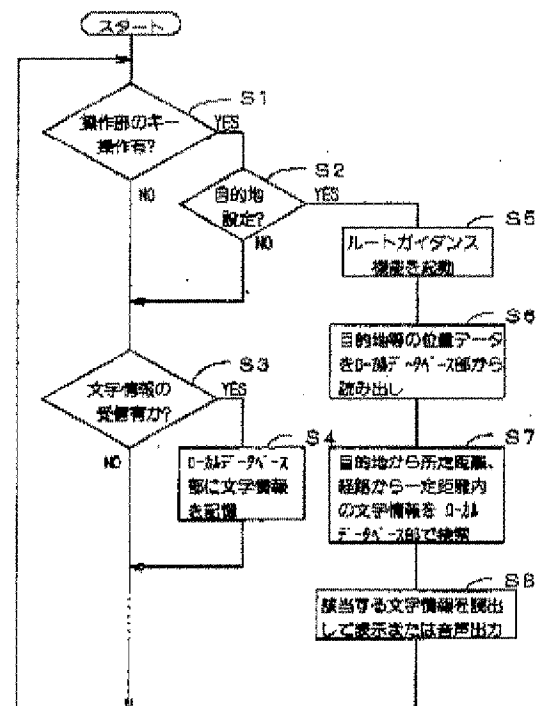 スタート
S1
操作部のキー
操作有?
YES
NO
S2
目的地
設定?
YES
NO
S5
ルートガイダンス
機能を起動
S6
目的地等の位置データ
をローカルデータベース部から
読み出し
S3
文字情報の
受信有か?
YES
NO
S4
ローカルデータベース
部に文字情報
を記憶
S7
目的地から所定距離、
経路から一定距離内
の文字情報を ローカル
データベース部で検索
S8
該当する文字情報を読出
して表示または音声出力